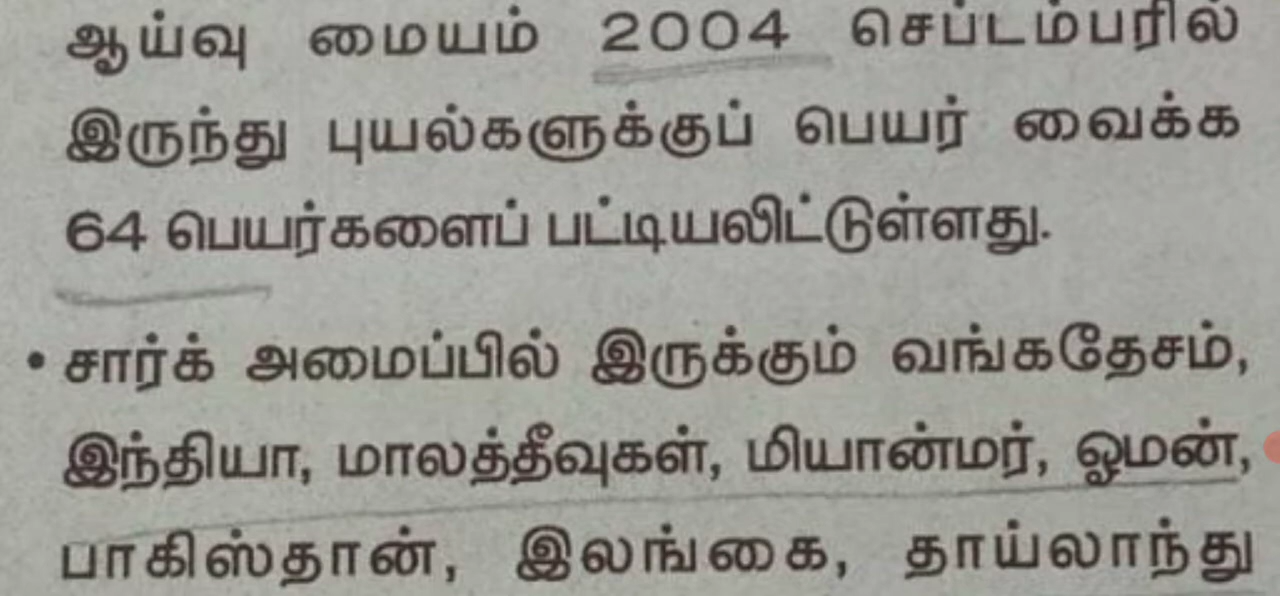 ஆய்வு மையம் 2004 செப்டம்பரில்
இருந்து புயல்களுக்குப் பெயர் வைக்க
64 பெயர்களைப் பட்டியலிட்டுள்ளது.
• சார்க் அமைப்பில் இருக்கும் வங்கதேசம்,
இந்தியா, மாலத்தீவுகள், மியான்மர், ஓமன்,
பாகிஸ்தான், இலங்கை, தாய்லாந்து